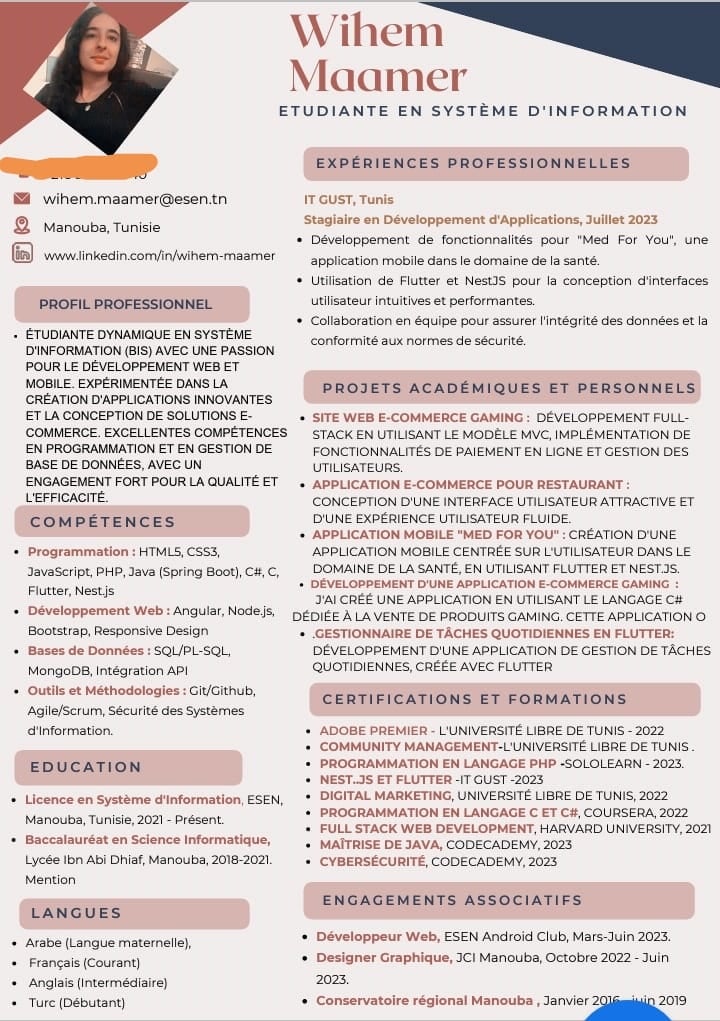 Wihem
Maamer
ETUDIANTE EN SYSTÈME D'INFORMATION
wihem.maamer@esen.tn
Manouba, Tunisie
www.linkedin.com/in/wihem-maamer
PROFIL PROFESSIONNEL
• ÉTUDIANTE DYNAMIQUE EN SYSTÈME
D'INFORMATION (BIS) AVEC UNE PASSION
POUR LE DÉVELOPPEMENT WEB ET
MOBILE. EXPÉRIMENTÉE DANS LA
CRÉATION D'APPLICATIONS INNOVANTES
ET LA CONCEPTION DE SOLUTIONS E-
COMMERCE. EXCELLENTES COMPÉTENCES
EN PROGRAMMATION ET EN GESTION DE
BASE DE DONNÉES, AVEC UN
ENGAGEMENT FORT POUR LA QUALITÉ ET
L'EFFICACITÉ.
COMPÉTENCES
• Programmation : HTML5, CSS3,
JavaScript, PHP, Java (Spring Boot), C#, C,
Flutter, Nest.js
• Développement Web : Angular, Node.js,
Bootstrap, Responsive Design
• Bases de Données : SQL/PL-SQL,
MongoDB, Intégration API
• Outils et Méthodologies : Git/Github,
Agile/Scrum, Sécurité des Systèmes
d'Information.
EDUCATION
• Licence en Système d'Information, ESEN,
Manouba, Tunisie, 2021 - Présent.
• Baccalauréat en Science Informatique,
Lycée Ibn Abi Dhiaf, Manouba, 2018-2021.
Mention
LANGUES
• Arabe (Langue maternelle),
• Français (Courant)
• Anglais (Intermédiaire)
• Turc (Débutant)
EXPÉRIENCES PROFESSIONNELLES
IT GUST, Tunis
Stagiaire en Développement d'Applications, Juillet 2023
• Développement de fonctionnalités pour "Med For You", une
application mobile dans le domaine de la santé.
• Utilisation de Flutter et NestJS pour la conception d'interfaces
utilisateur intuitives et performantes.
• Collaboration en équipe pour assurer l'intégrité des données et la
conformité aux normes de sécurité.
PROJETS ACADÉMIQUES ET PERSONNELS
• SITE WEB E-COMMERCE GAMING : DÉVELOPPEMENT FULL-
STACK EN UTILISANT LE MODÈLE MVC, IMPLÉMENTATION DE
FONCTIONNALITÉS DE PAIEMENT EN LIGNE ET GESTION DES
UTILISATEURS.
• APPLICATION E-COMMERCE POUR RESTAURANT :
CONCEPTION D'UNE INTERFACE UTILISATEUR ATTRACTIVE ET
D'UNE EXPÉRIENCE UTILISATEUR FLUIDE.
• APPLICATION MOBILE "MED FOR YOU" : CRÉATION D'UNE
APPLICATION MOBILE CENTRÉE SUR L'UTILISATEUR DANS LE
DOMAINE DE LA SANTÉ, EN UTILISANT FLUTTER ET NEST.JS.
• DÉVELOPPEMENT D'UNE APPLICATION E-COMMERCE GAMING :
J'AI CRÉÉ UNE APPLICATION EN UTILISANT LE LANGAGE C#
DÉDIÉE À LA VENTE DE PRODUITS GAMING. CETTE APPLICATION O
• .GESTIONNAIRE DE TÂCHES QUOTIDIENNES EN FLUTTER:
DÉVELOPPEMENT D'UNE APPLICATION DE GESTION DE TÂCHES
QUOTIDIENNES, CRÉÉE AVEC FLUTTER
CERTIFICATIONS ET FORMATIONS
• ADOBE PREMIER - L'UNIVERSITÉ LIBRE DE TUNIS - 2022
• COMMUNITY MANAGEMENT-L'UNIVERSITÉ LIBRE DE TUNIS .
• PROGRAMMATION EN LANGAGE PHP -SOLOLEARN - 2023.
• NEST..JS ET FLUTTER -IT GUST -2023
• DIGITAL MARKETING, UNIVERSITÉ LIBRE DE TUNIS, 2022
• PROGRAMMATION EN LANGAGE C ET C#, COURSERA, 2022
• FULL STACK WEB DEVELOPMENT, HARVARD UNIVERSITY, 2021
• MAÎTRISE DE JAVA, CODECADEMY, 2023
• CYBERSÉCURITÉ, CODECADEMY, 2023
ENGAGEMENTS ASSOCIATIFS
• Développeur Web, ESEN Android Club, Mars-Juin 2023.
• Designer Graphique, JCI Manouba, Octobre 2022 - Juin
2023.
• Conservatoire régional Manouba , Janvier 2016 - juin 2019